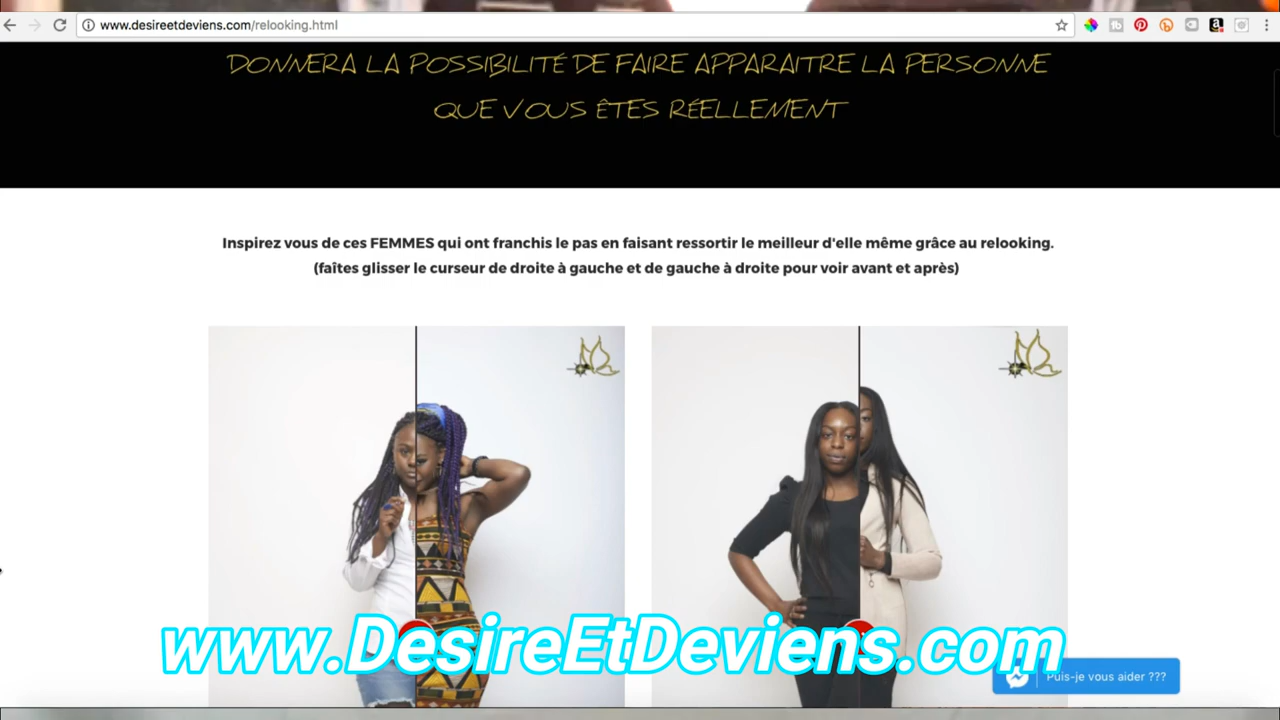 www.desireetdeviens.com/relooking.html
DONNERA LA POSSIBILITÉ DE FAIRE APPARAITRE LA PERSONNE
QUE VOUS ÊTES RÉELLEMENT
Inspirez vous de ces FEMMES qui ont franchis le pas en faisant ressortir le meilleur d'elle même grâce au relooking.
(faîtes glisser le curseur de droite à gauche et de gauche à droite pour voir avant et après)
www.DesireEtDeviens.com
Puis-je vous aider ???